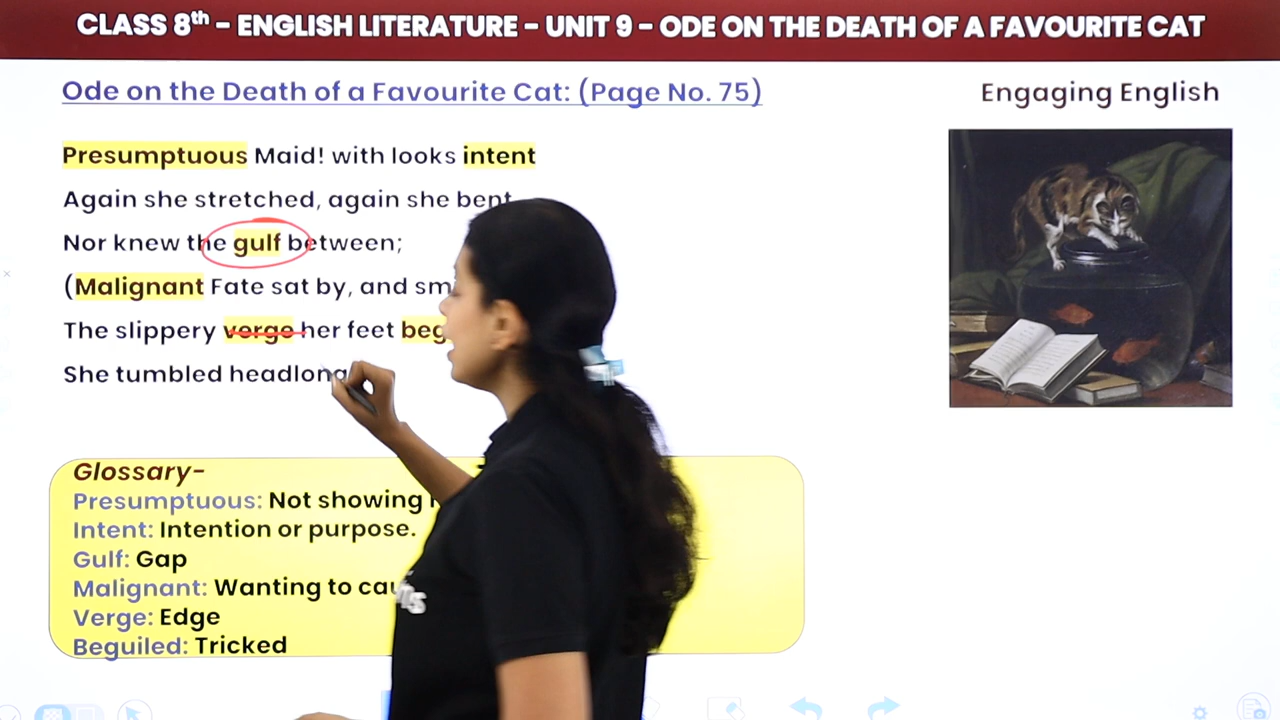 CLASS 8th – ENGLISH LITERATURE – UNIT 9 – ODE ON THE DEATH OF A FAVOURITE CAT
Ode on the Death of a Favourite Cat: (Page No. 75)
Engaging English
Presumptuous Maid! with looks intent
Again she stretched, again she bent
Nor knew the gulf between;
(Malignant Fate sat by, and
The slippery verge her feet
She tumbled headlong
Glossary-
Presumptuous: Not showing
Intent: Intention or purpose.
Gulf: Gap
Malignant: Wanting to
Verge: Edge
Beguiled: Tricked